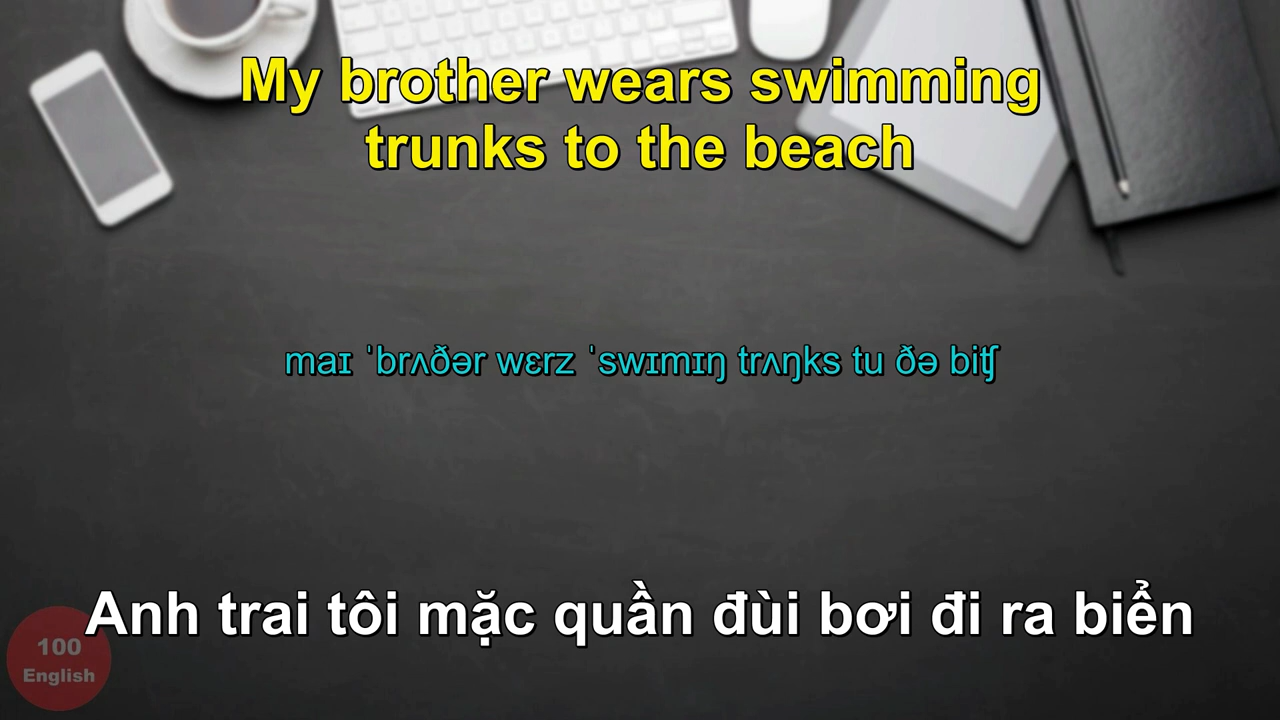 My brother wears swimming
trunks to the beach
maɪ ˈbrʌðər wɛrz ˈswɪmɪŋ trʌŋks tu ðə biʧ
Anh trai tôi mặc quần đùi bơi đi ra biển
100
English